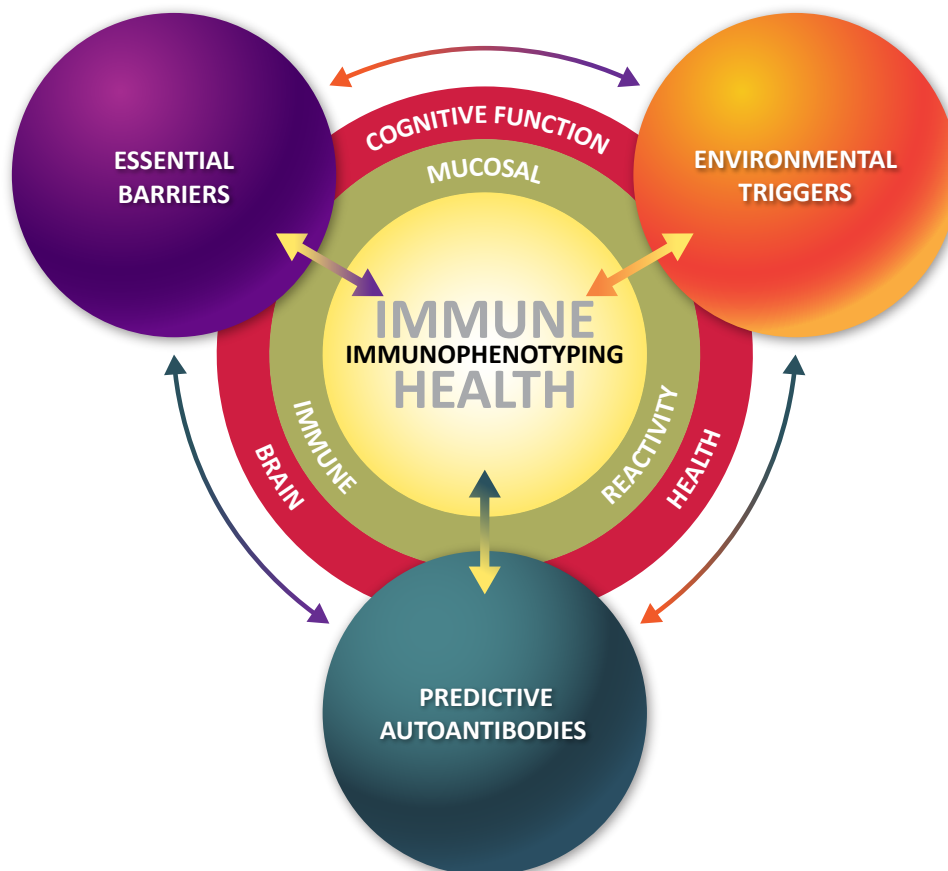 ESSENTIAL
BARRIERS
ENVIRONMENTAL
TRIGGERS
COGNITIVE FUNCTION
MUCOSAL
IMMUNE
IMMUNOPHENOTYPING
HEALTH
IMMUNE
REACTIVITY
BRAIN
HEALTH
PREDICTIVE
AUTOANTIBODIES